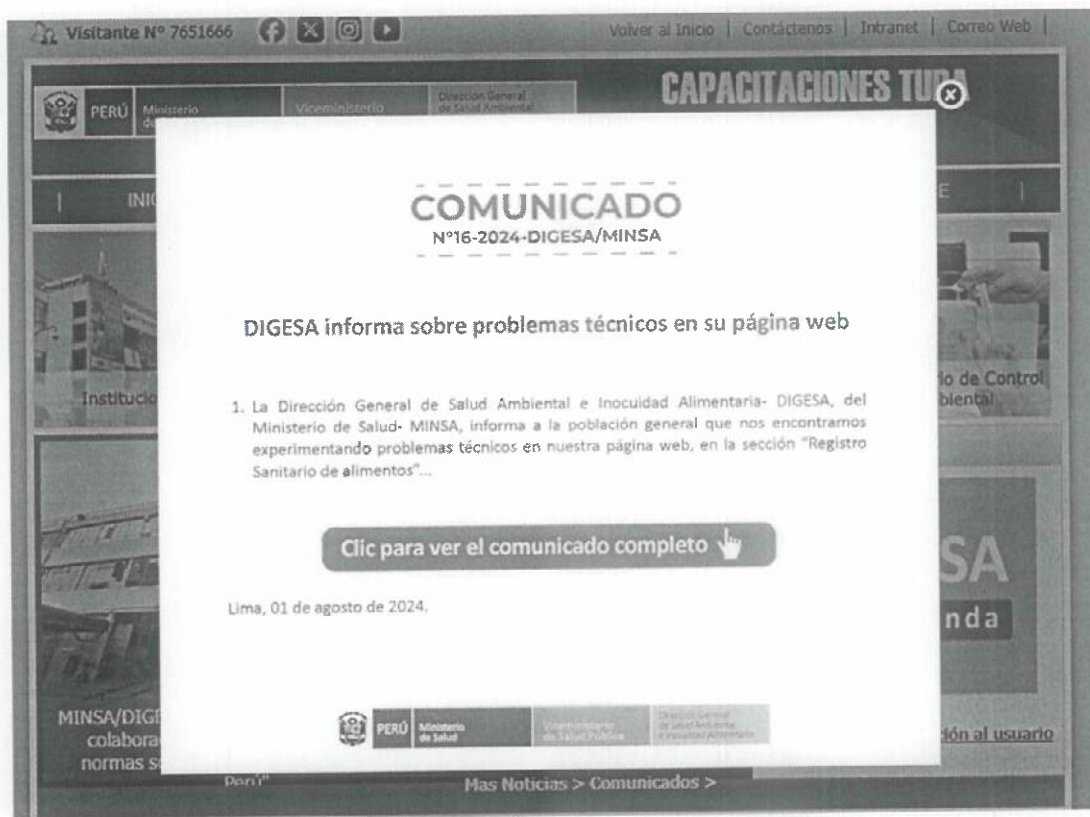 Visitante N° 7651666
Volver al Inicio | Contáctenos | Intranet | Correo Web |
CAPACITACIONES TUPA
PERÚ
Ministerio
Viceministerio
Dirección General
de Salud Ambiental
COMUNICADO
N°16-2024-DIGESA/MINSA
DIGESA informa sobre problemas técnicos en su página web
1. La Dirección General de Salud Ambiental e Inocuidad Alimentaria- DIGESA, del
Ministerio de Salud- MINSA, informa a la población general que nos encontramos
experimentando problemas técnicos en nuestra página web, en la sección "Registro
Sanitario de alimentos"...
Clic para ver el comunicado completo
Lima, 01 de agosto de 2024.
PERÚ
Ministerio
de Salud
Viceministerio
de Salud Pública
Dirección General
de Salud Ambiental
e Inocuidad Alimentaria
INIC
E
Institucio
io de Control
biental
SA
nda
MINSA/DIGE
colabora
normas s
Perú"
ión al usuario
Mas Noticias > Comunicados >